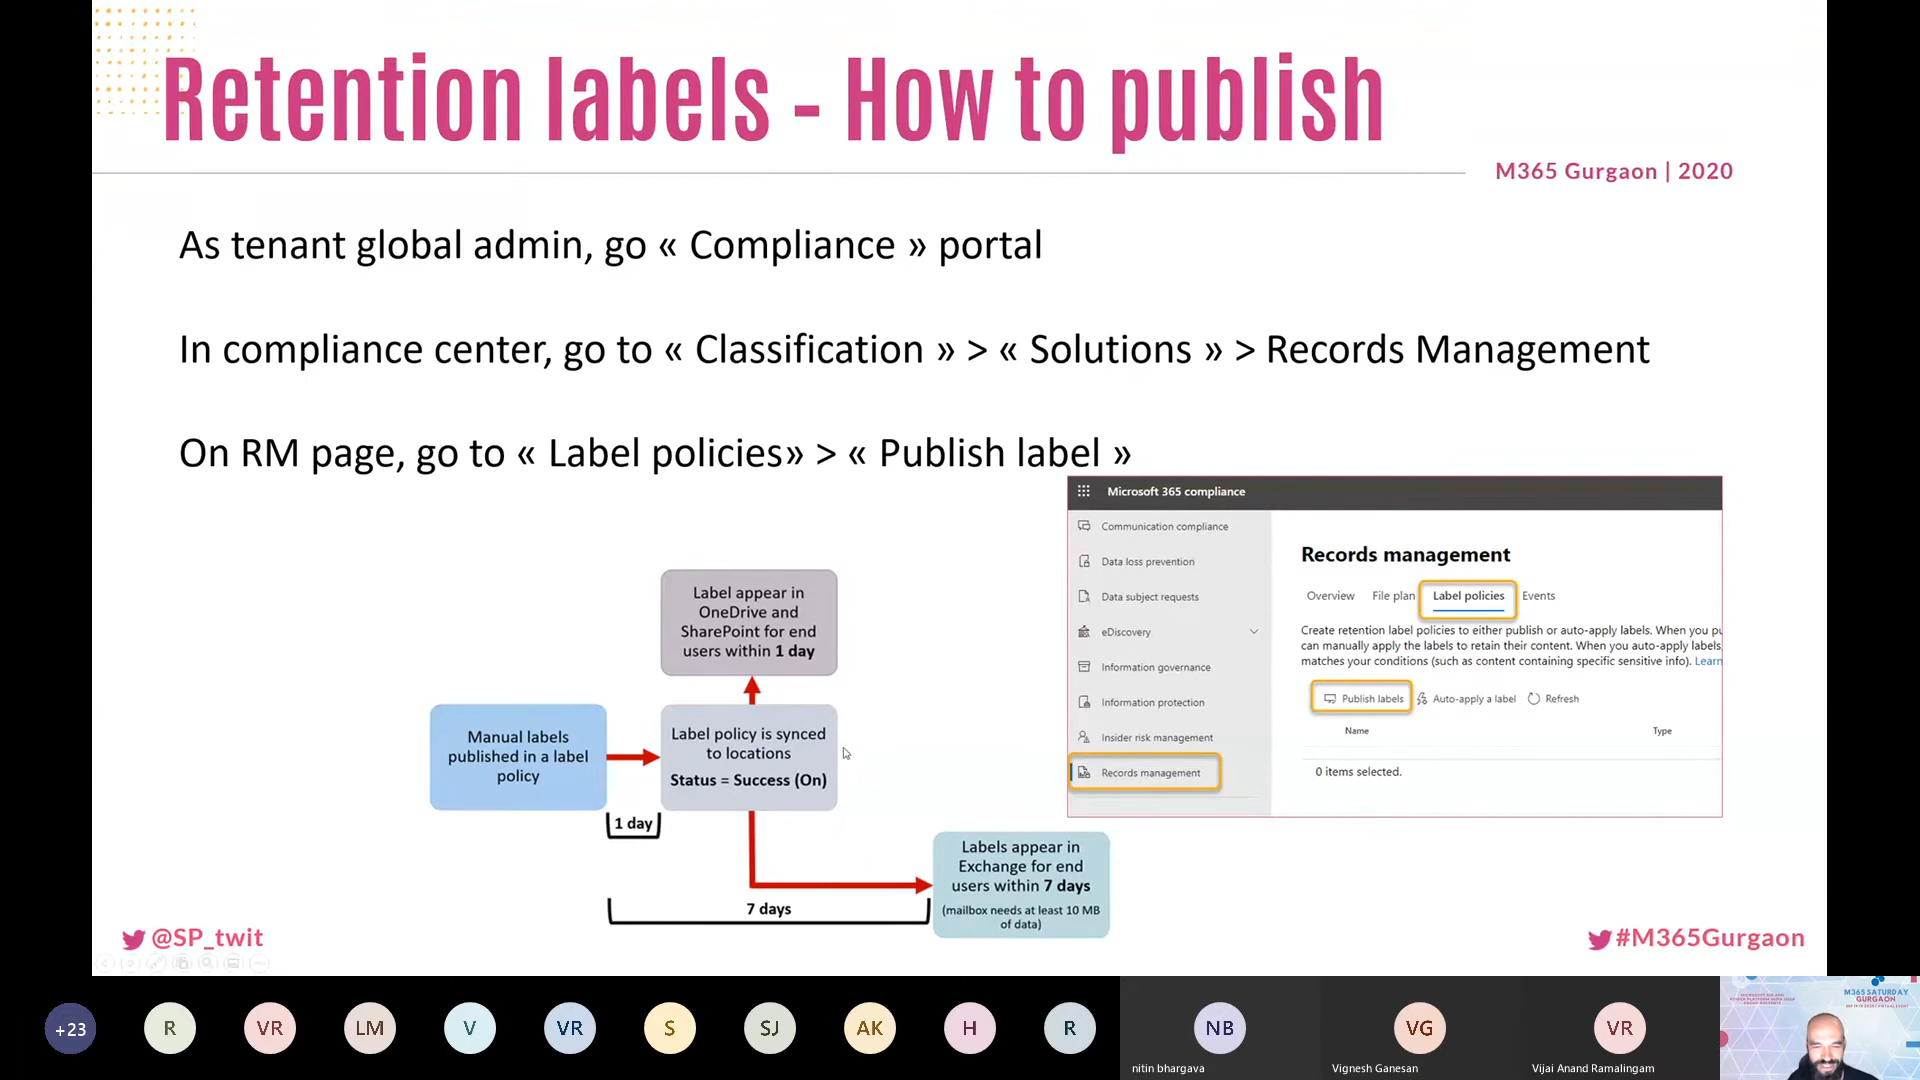 Retention labels - How to publish
M365 Gurgaon | 2020
As tenant global admin, go « Compliance » portal
In compliance center, go to « Classification » > « Solutions » > Records Management
On RM page, go to « Label policies» > « Publish label »
Label appear in
OneDrive and
SharePoint for end
users within 1 day
Manual labels
published in a label
policy
Label policy is synced
to locations
Status = Success (On)
1 day
7 days
Labels appear in
Exchange for end
users within 7 days
(mailbox needs at least 10 MB
of data)
Microsoft 365 compliance
Communication compliance
Data loss prevention
Data subject requests
eDiscovery
Information governance
Information protection
Insider risk management
Records management
Records management
Overview File plan Label policies Events
Create retention label policies to either publish or auto-apply labels. When you pu
can manually apply the labels to retain their content. When you auto-apply labels,
matches your conditions (such as content containing specific sensitive info). Learn
Publish labels Auto-apply a label Refresh
Name Type
0 items selected.
@SP_twit
#M365Gurgaon
+23 R VR LM V VR S SJ AK H R NB VG VR
nitin bhargava Vignesh Ganesan Vijai Anand Ramalingam
M365 SATURDAY
GURGAON